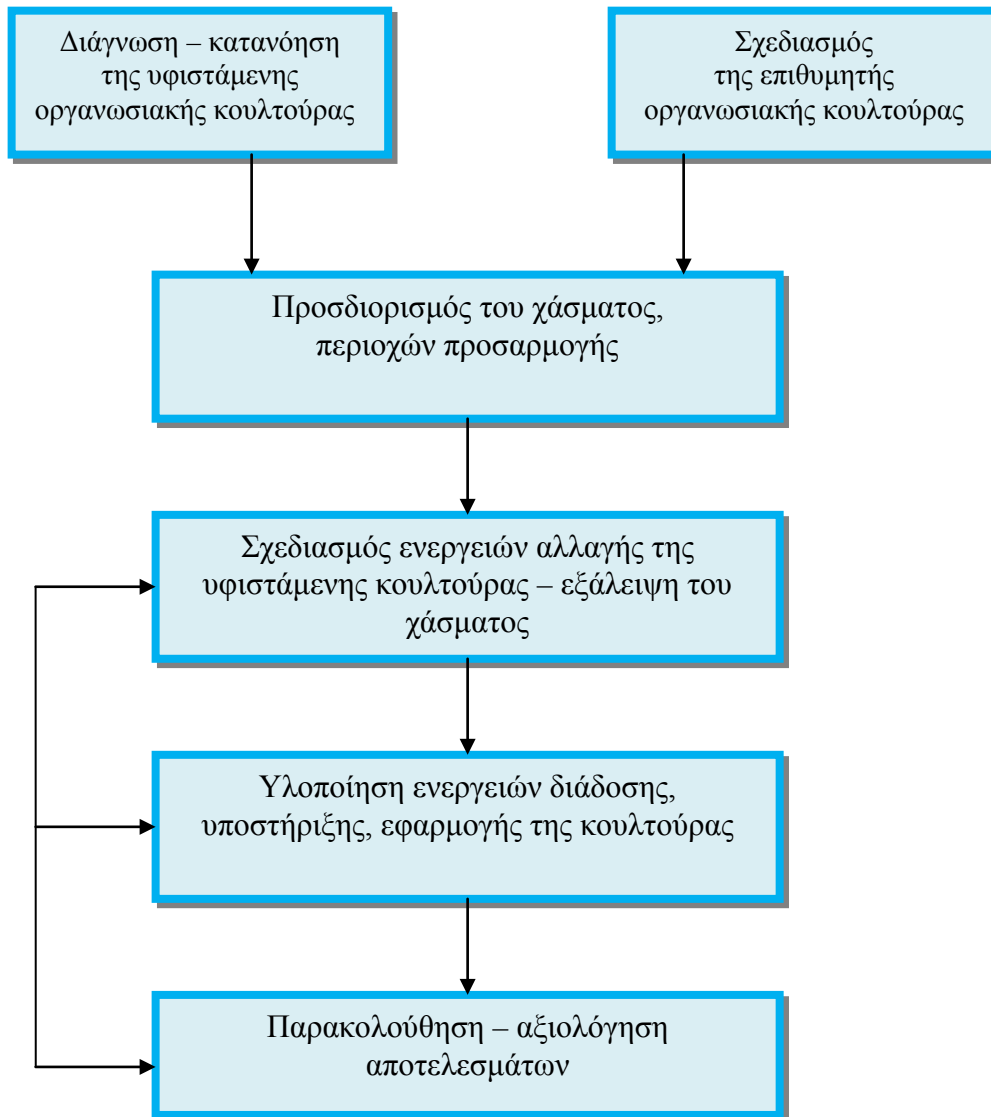 Διάγνωση – κατανόηση
της υφιστάμενης
οργανωσιακής κουλτούρας
Σχεδιασμός
της επιθυμητής
οργανωσιακής κουλτούρας
Προσδιορισμός του χάσματος,
περιοχών προσαρμογής
Σχεδιασμός ενεργειών αλλαγής της
υφιστάμενης κουλτούρας – εξάλειψη του
χάσματος
Υλοποίηση ενεργειών διάδοσης,
υποστήριξης, εφαρμογής της κουλτούρας
Παρακολούθηση – αξιολόγηση
αποτελεσμάτων